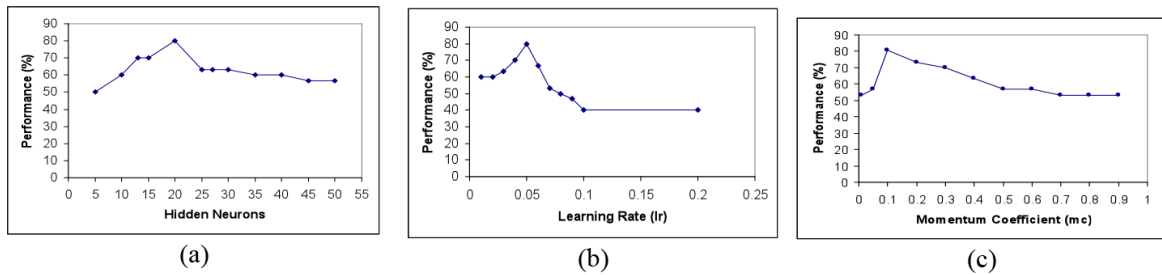 90
80
70
60
50
40
30
20
10
0
Performance (%)
0 5 10 15 20 25 30 35 40 45 50 55
Hidden Neurons
(a)
90
80
70
60
50
40
30
20
10
0
Performance (%)
0 0.05 0.1 0.15 0.2 0.25
Learning Rate (lr)
(b)
90
80
70
60
50
40
30
20
10
0
Performance (%)
0 0.1 0.2 0.3 0.4 0.5 0.6 0.7 0.8 0.9 1
Momentum Coefficient (mc)
(c)